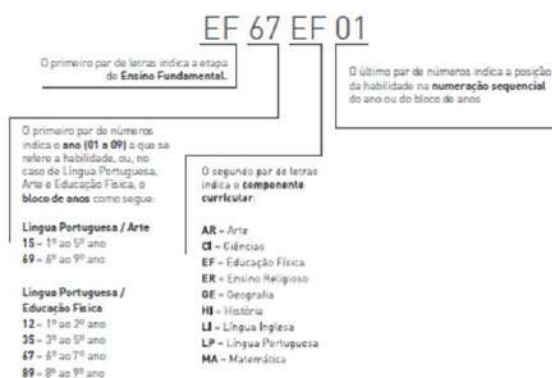 EF 67 EF 01
O primeiro par de letras indica a etapa
de Ensino Fundamental.
O último par de números indica a posição
da habilidade na numeração sequencial
do ano ou do bloco de anos
O primeiro par de números
indica o ano (01 a 09) a que se
refere a habilidade, ou, no
caso de Língua Portuguesa,
Arte e Educação Física, o
bloco de anos como segue:
Língua Portuguesa / Arte
15 – 1º ao 5º ano
69 – 6º ao 9º ano
Língua Portuguesa /
Educação Física
12 – 1º ao 2º ano
35 – 3º ao 5º ano
67 – 6º ao 7º ano
89 – 8º ao 9º ano
O segundo par de letras
indica o componente
curricular:
AR – Arte
CI – Ciências
EF – Educação Física
ER – Ensino Religioso
GE – Geografia
HI – História
LI – Língua Inglesa
LP – Língua Portuguesa
MA – Matemática